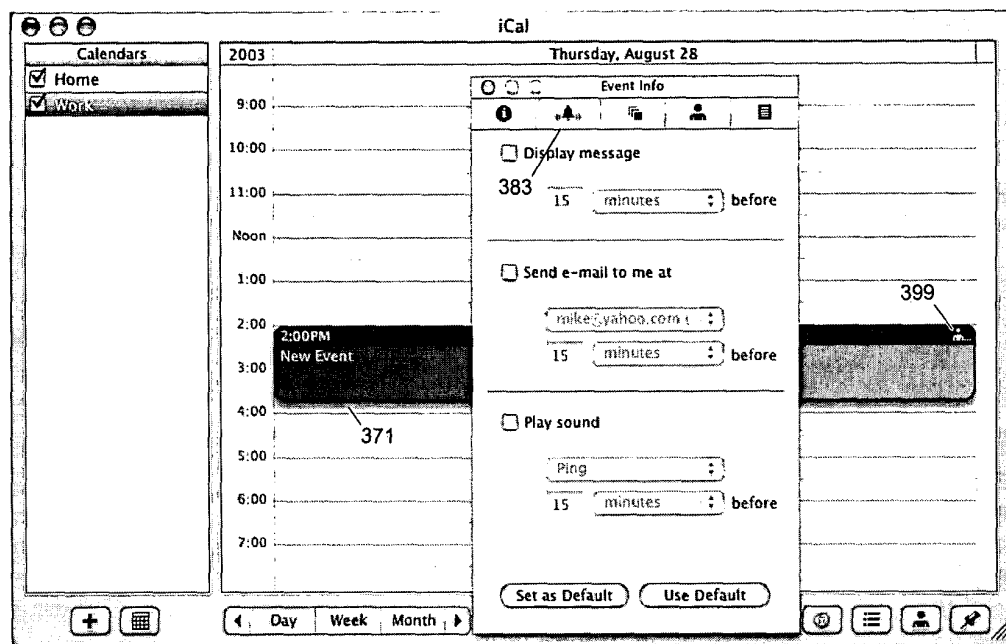 iCal
Calendars
Home
Work
2003
Thursday, August 28
9:00
10:00
11:00
Noon
1:00
2:00
3:00
4:00
5:00
6:00
7:00
2:00PM
New Event
371
399
Event Info
383
Display message
15 minutes before
Send e-mail to me at
mike@yahoo.com (
15 minutes before
Play sound
Ping
15 minutes before
Set as Default Use Default
Day Week Month